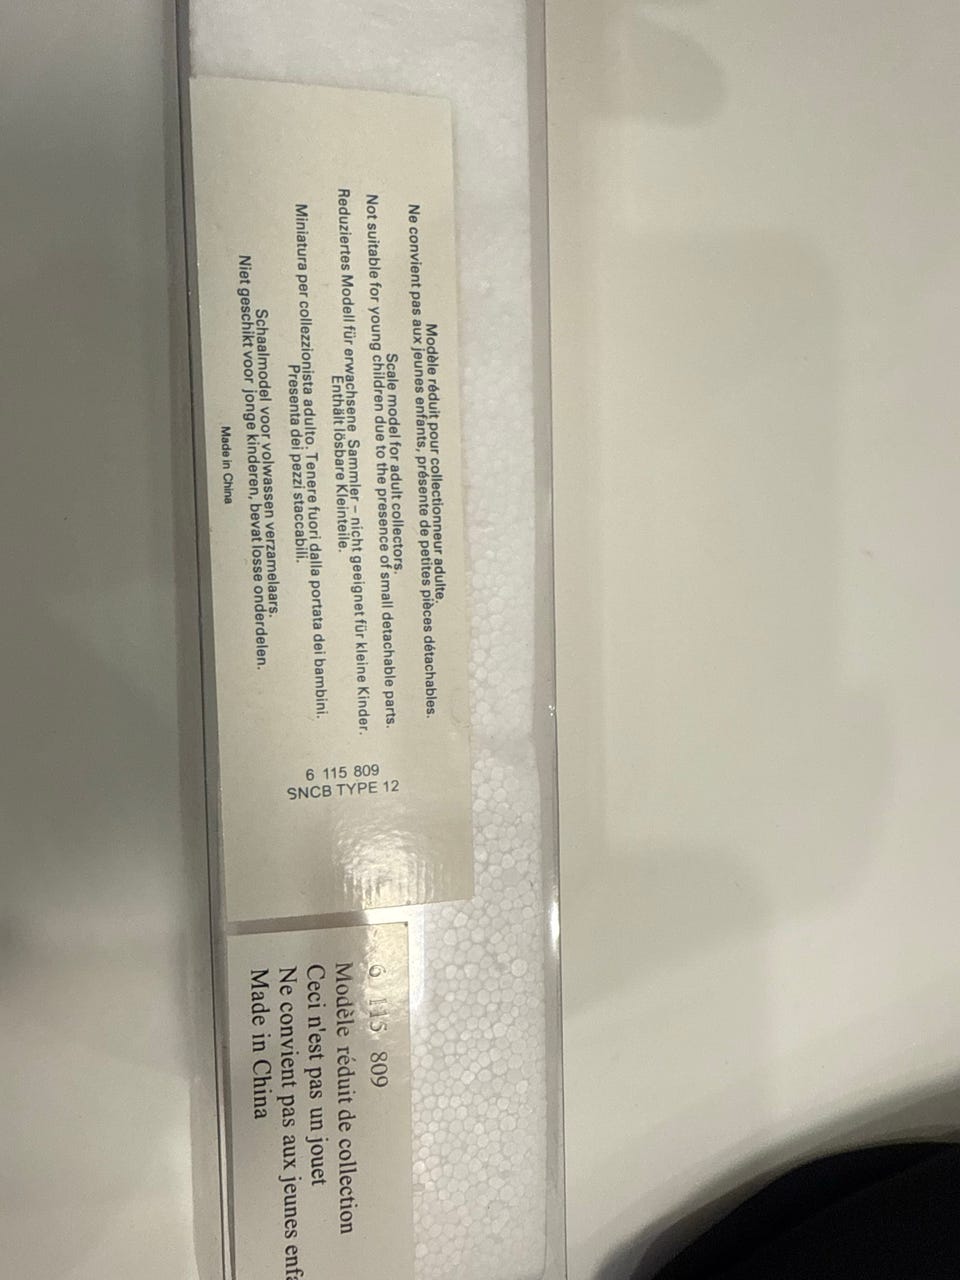 Modèle réduit pour collectionneur adulte.
Ne convient pas aux jeunes enfants, présente de petites pièces détachables.
Scale model for adult collectors.
Not suitable for young children due to the presence of small detachable parts.
Reduziertes Modell für erwachsene Sammler – nicht geeignet für kleine Kinder.
Enthält lösbare Kleinteile.
Miniatura per collezzionista adulto. Tenere fuori dalla portata dei bambini.
Presenta dei pezzi staccabili.
Schaalmodel voor volwassen verzamelaars.
Niet geschikt voor jonge kinderen, bevat losse onderdelen.
Made in China
6 115 809
SNCB TYPE 12
6 115 809
Modèle réduit de collection
Ceci n'est pas un jouet
Ne convient pas aux jeunes enfa
Made in China